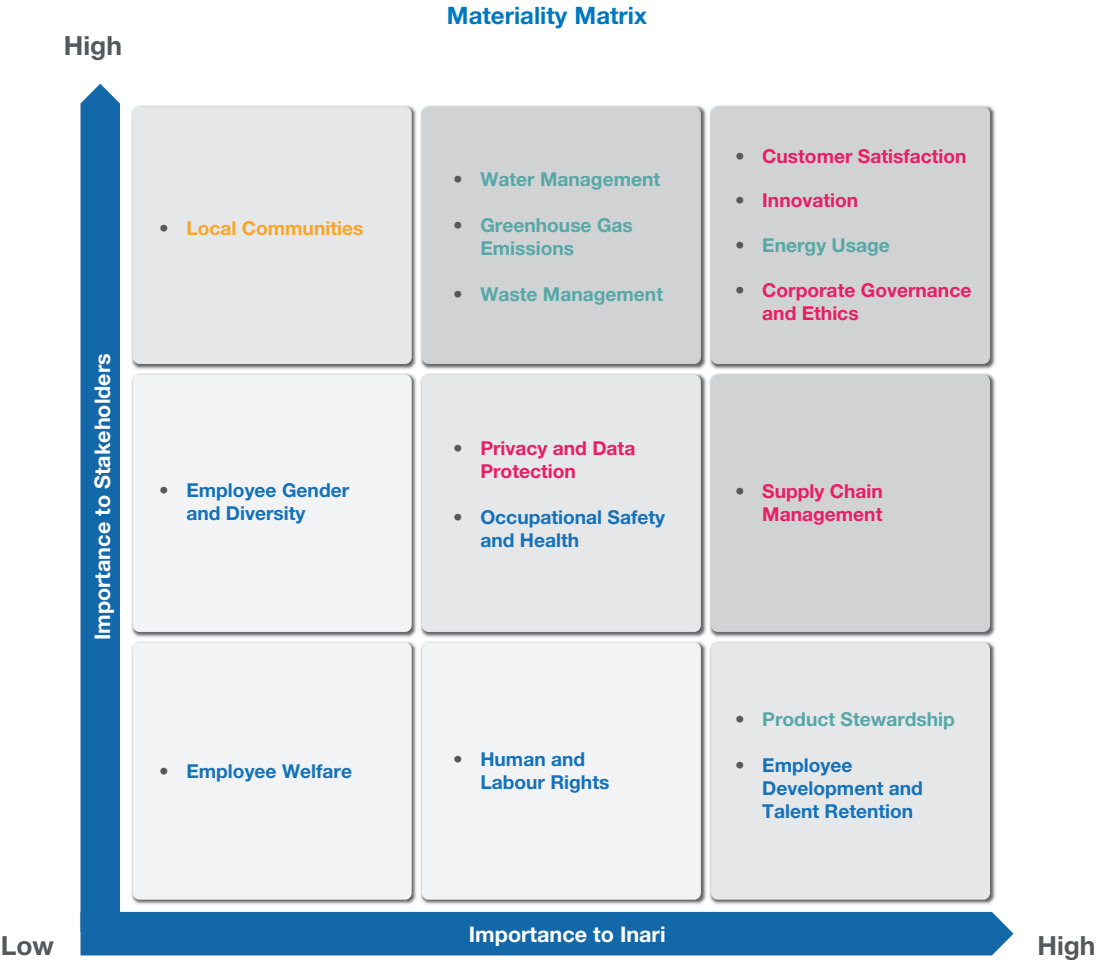 Materiality Matrix
High
Importance to Stakeholders
• Local Communities
• Water Management
• Greenhouse Gas
Emissions
• Waste Management
• Customer Satisfaction
• Innovation
• Energy Usage
• Corporate Governance
and Ethics
• Employee Gender
and Diversity
• Privacy and Data
Protection
• Occupational Safety
and Health
• Supply Chain
Management
• Employee Welfare
• Human and
Labour Rights
• Product Stewardship
• Employee
Development and
Talent Retention
Low
Importance to Inari
High